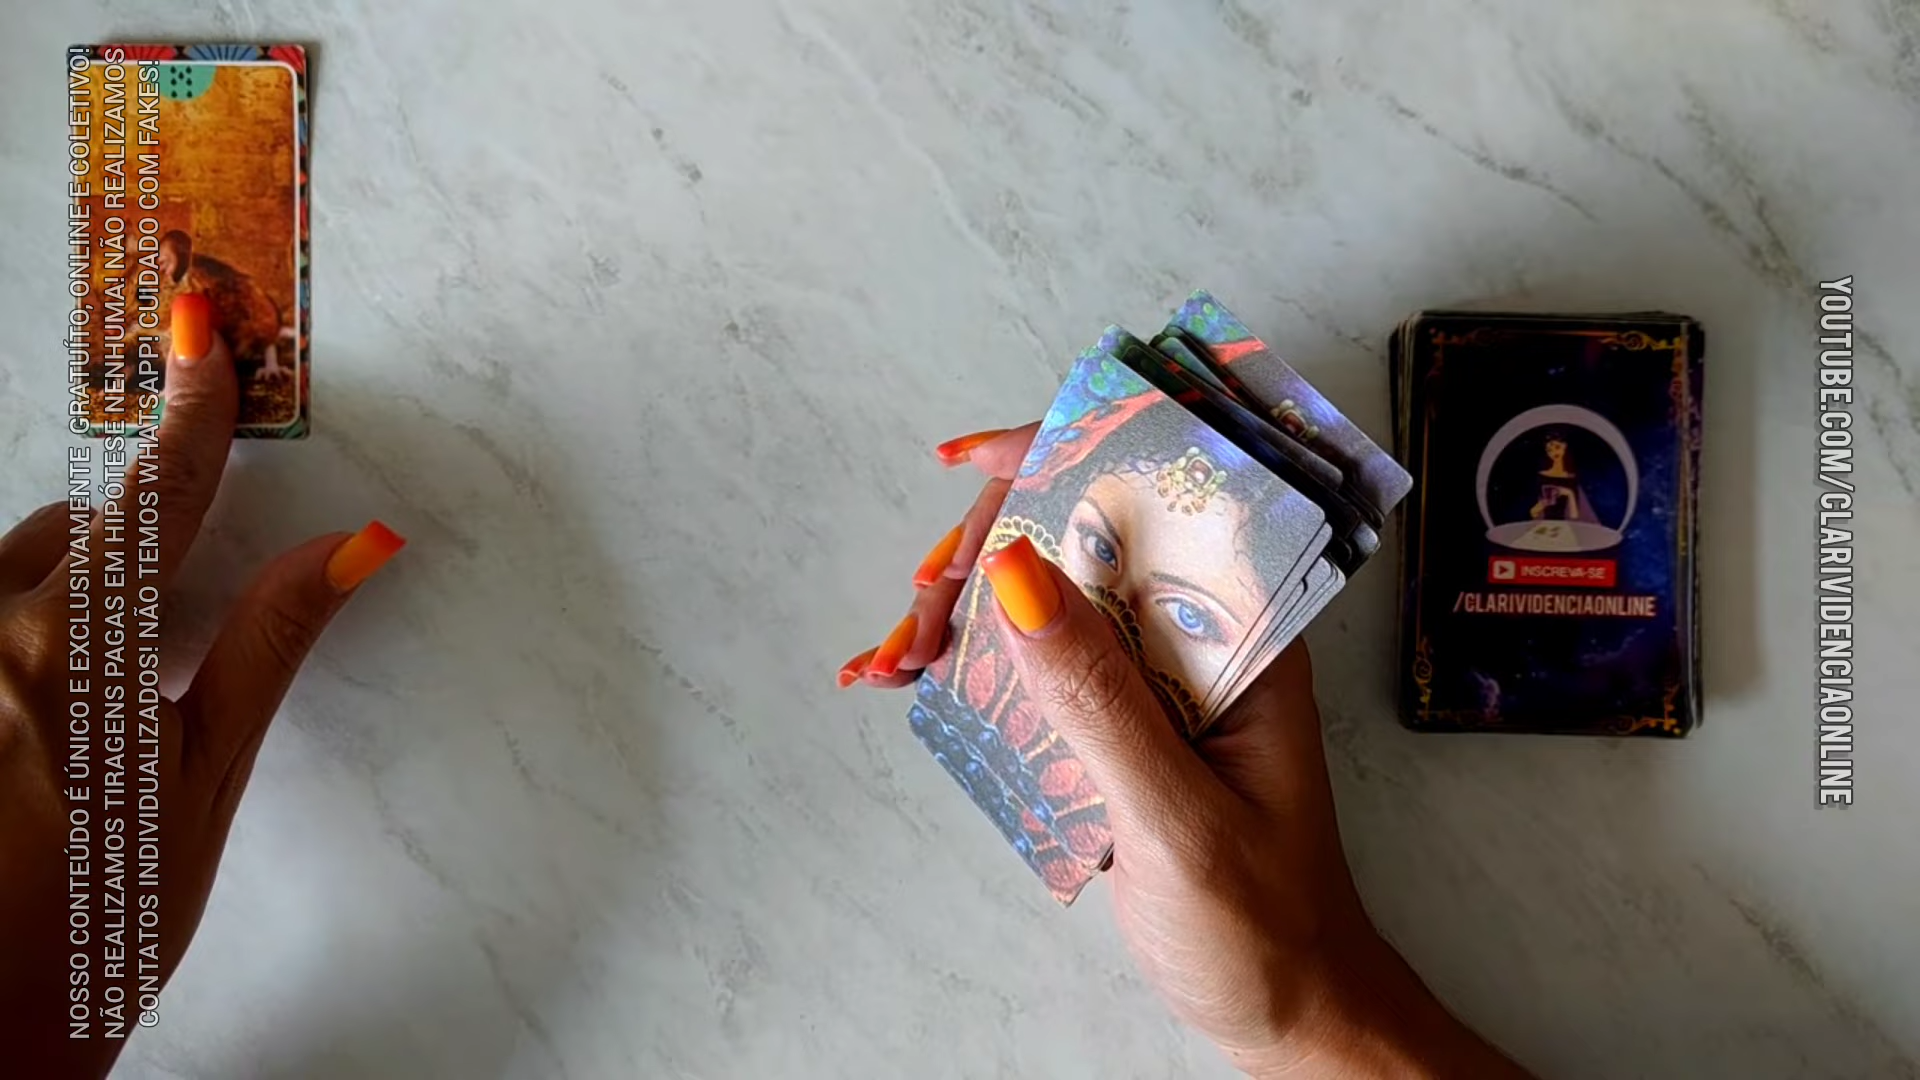 NOSSO CONTEÚDO É ÚNICO E EXCLUSIVAMENTE GRATUÍTO, ONLINE E COLETIVO!
NÃO REALIZAMOS TIRAGENS PAGAS EM HIPÓTESE NENHUMA! NÃO REALIZAMOS
CONTATOS INDIVIDUALIZADOS! NÃO TEMOS WHATSAPP! CUIDADO COM FAKES!
INSCREVA-SE
/CLARIVIDENCIAONLINE
YOUTUBE.COM/CLARIVIDENCIAONLINE